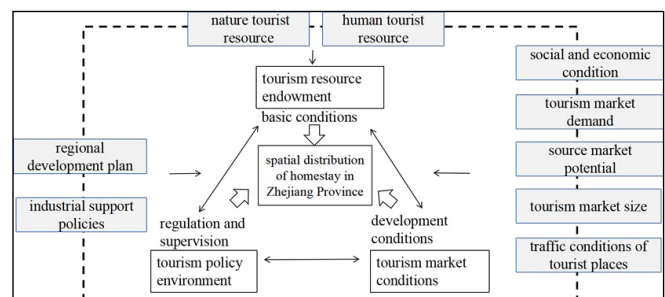 nature tourist
resource
human tourist
resource
social and economic
condition
tourism resource
endowment
basic conditions
tourism market
demand
regional
development plan
spatial distribution
of homestay in
Zhejiang Province
source market
potential
industrial support
policies
regulation and
supervision
development
conditions
tourism market size
tourism policy
environment
tourism market
conditions
traffic conditions of
tourist places